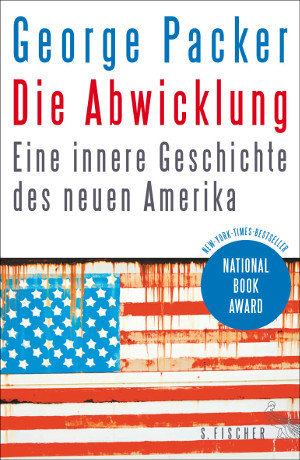 George Packer
Die Abwicklung
Eine innere Geschichte
des neuen Amerika
NEW-YORK-TIMES-BESTSELLER
NATIONAL
BOOK
AWARD
S. FISCHER